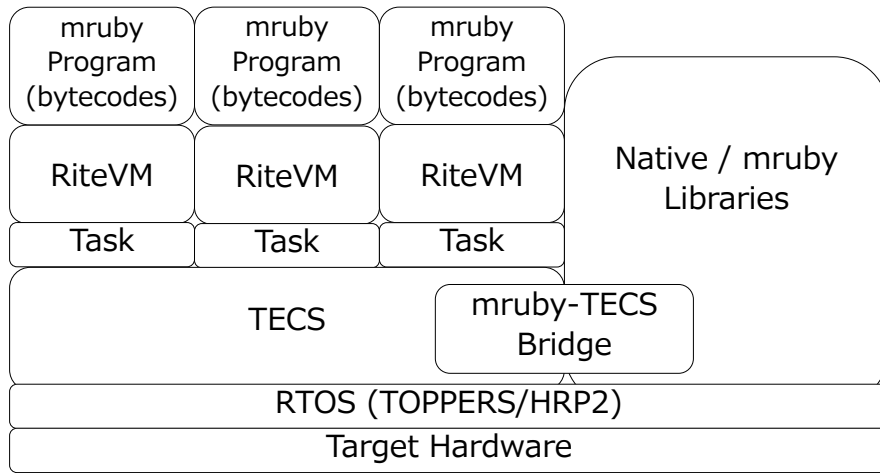 mruby
Program
(bytecodes)
mruby
Program
(bytecodes)
mruby
Program
(bytecodes)
RiteVM
RiteVM
RiteVM
Native / mruby
Libraries
Task
Task
Task
TECS
mruby-TECS
Bridge
RTOS (TOPPERS/HRP2)
Target Hardware